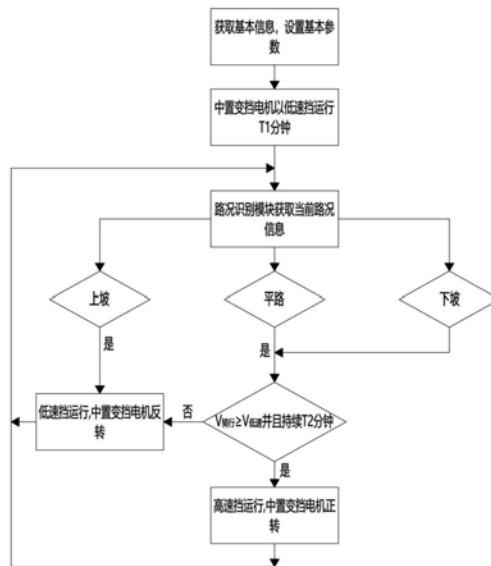 获取基本信息，设置基本参
数
中置变挡电机以低速挡运行
T1分钟
路况识别模块获取当前路况
信息
上坡
平路
下坡
是
是
低速挡运行,中置变挡电机反
转
否
V骑行≥V低速并且持续T2分钟
是
高速挡运行,中置变挡电机正
转